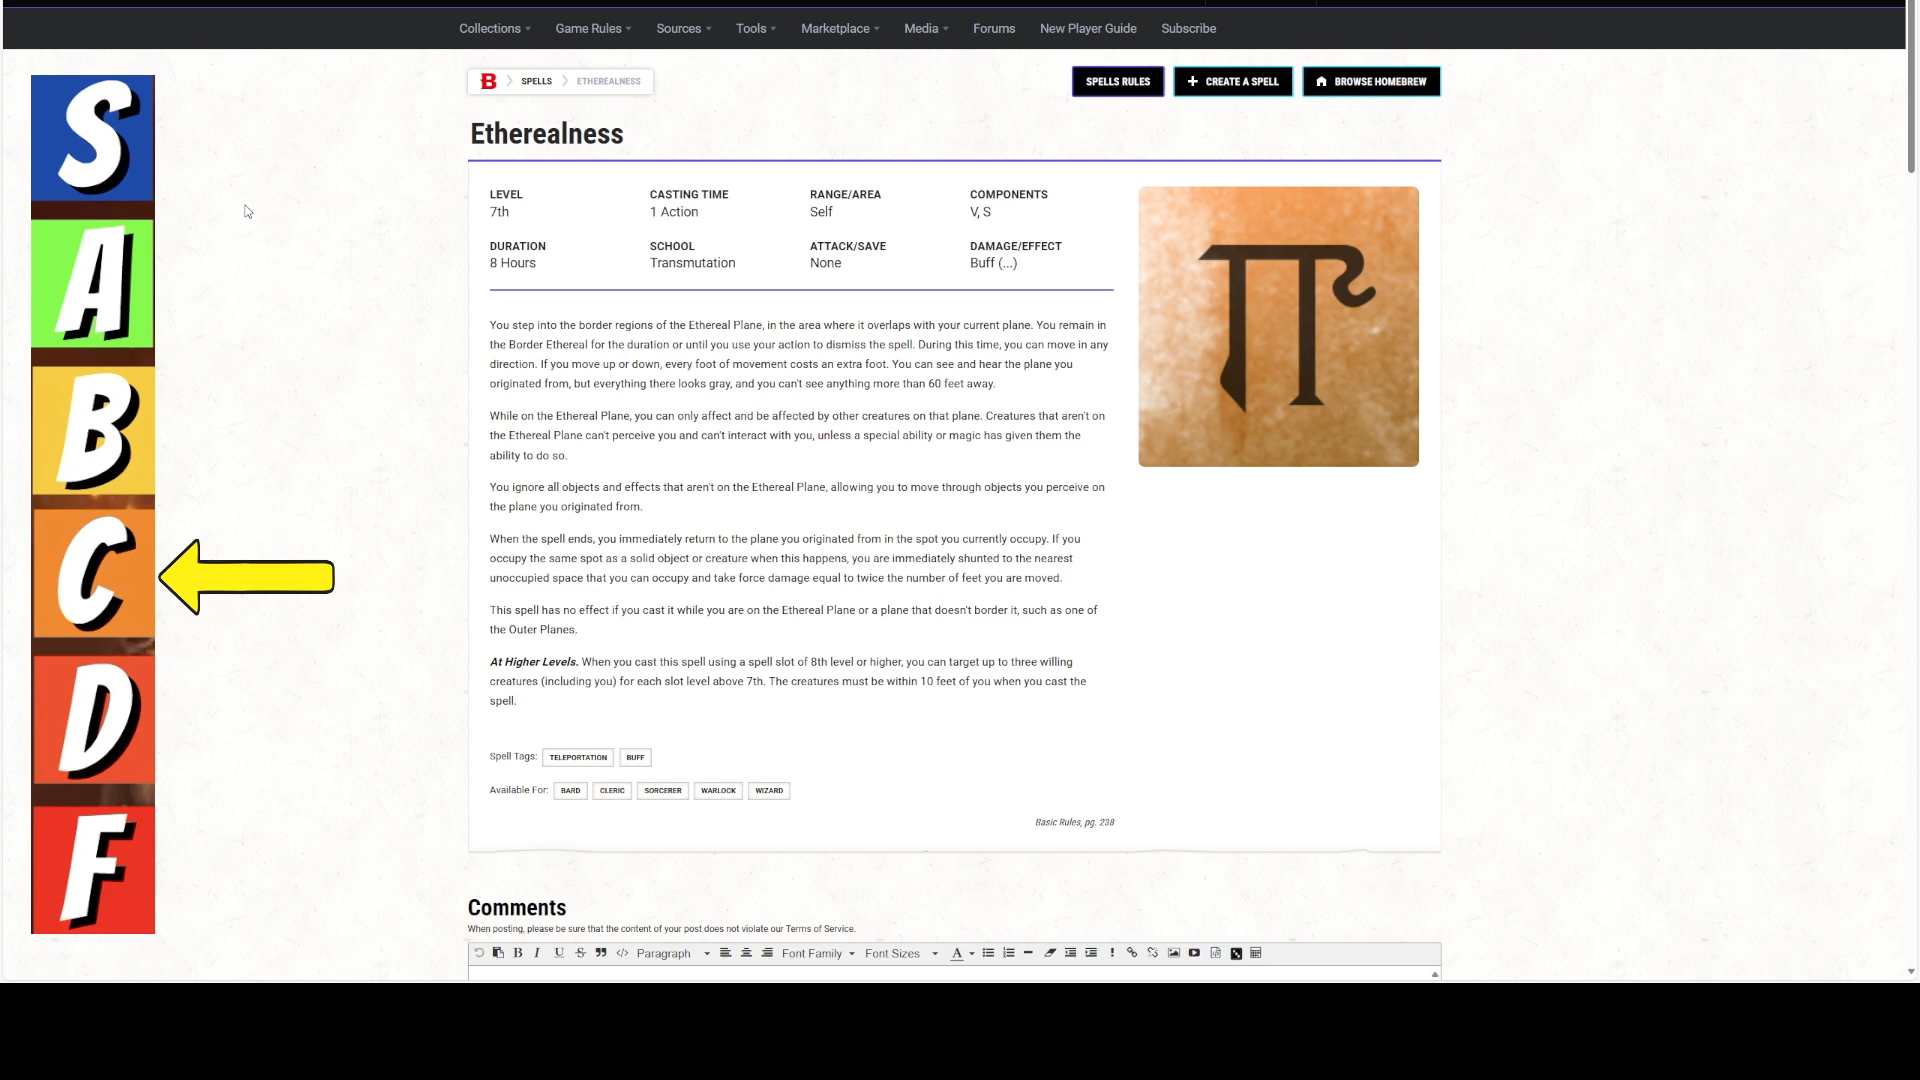 Collections Game Rules Sources Tools Marketplace Media Forums New Player Guide Subscribe
B SPELLS ETHEREALNESS
SPELLS RULES + CREATE A SPELL BROWSE HOMEBREW
Etherealness
LEVEL CASTING TIME RANGE/AREA COMPONENTS
7th 1 Action Self V, S
DURATION SCHOOL ATTACK/SAVE DAMAGE/EFFECT
8 Hours Transmutation None Buff (...)
You step into the border regions of the Ethereal Plane, in the area where it overlaps with your current plane. You remain in
the Border Ethereal for the duration or until you use your action to dismiss the spell. During this time, you can move in any
direction. If you move up or down, every foot of movement costs an extra foot. You can see and hear the plane you
originated from, but everything there looks gray, and you can't see anything more than 60 feet away.
While on the Ethereal Plane, you can only affect and be affected by other creatures on that plane. Creatures that aren't on
the Ethereal Plane can't perceive you and can't interact with you, unless a special ability or magic has given them the
ability to do so.
You ignore all objects and effects that aren't on the Ethereal Plane, allowing you to move through objects you perceive on
the plane you originated from.
When the spell ends, you immediately return to the plane you originated from in the spot you currently occupy. If you
occupy the same spot as a solid object or creature when this happens, you are immediately shunted to the nearest
unoccupied space that you can occupy and take force damage equal to twice the number of feet you are moved.
This spell has no effect if you cast it while you are on the Ethereal Plane or a plane that doesn't border it, such as one of
the Outer Planes.
At Higher Levels. When you cast this spell using a spell slot of 8th level or higher, you can target up to three willing
creatures (including you) for each slot level above 7th. The creatures must be within 10 feet of you when you cast the
spell.
Spell Tags: TELEPORTATION BUFF
Available For: BARD CLERIC SORCERER WARLOCK WIZARD
Basic Rules, pg. 238
Comments
When posting, please be sure that the content of your post does not violate our Terms of Service.
B I U S Paragraph Font Family Font Sizes A
S
A
B
C
D
F